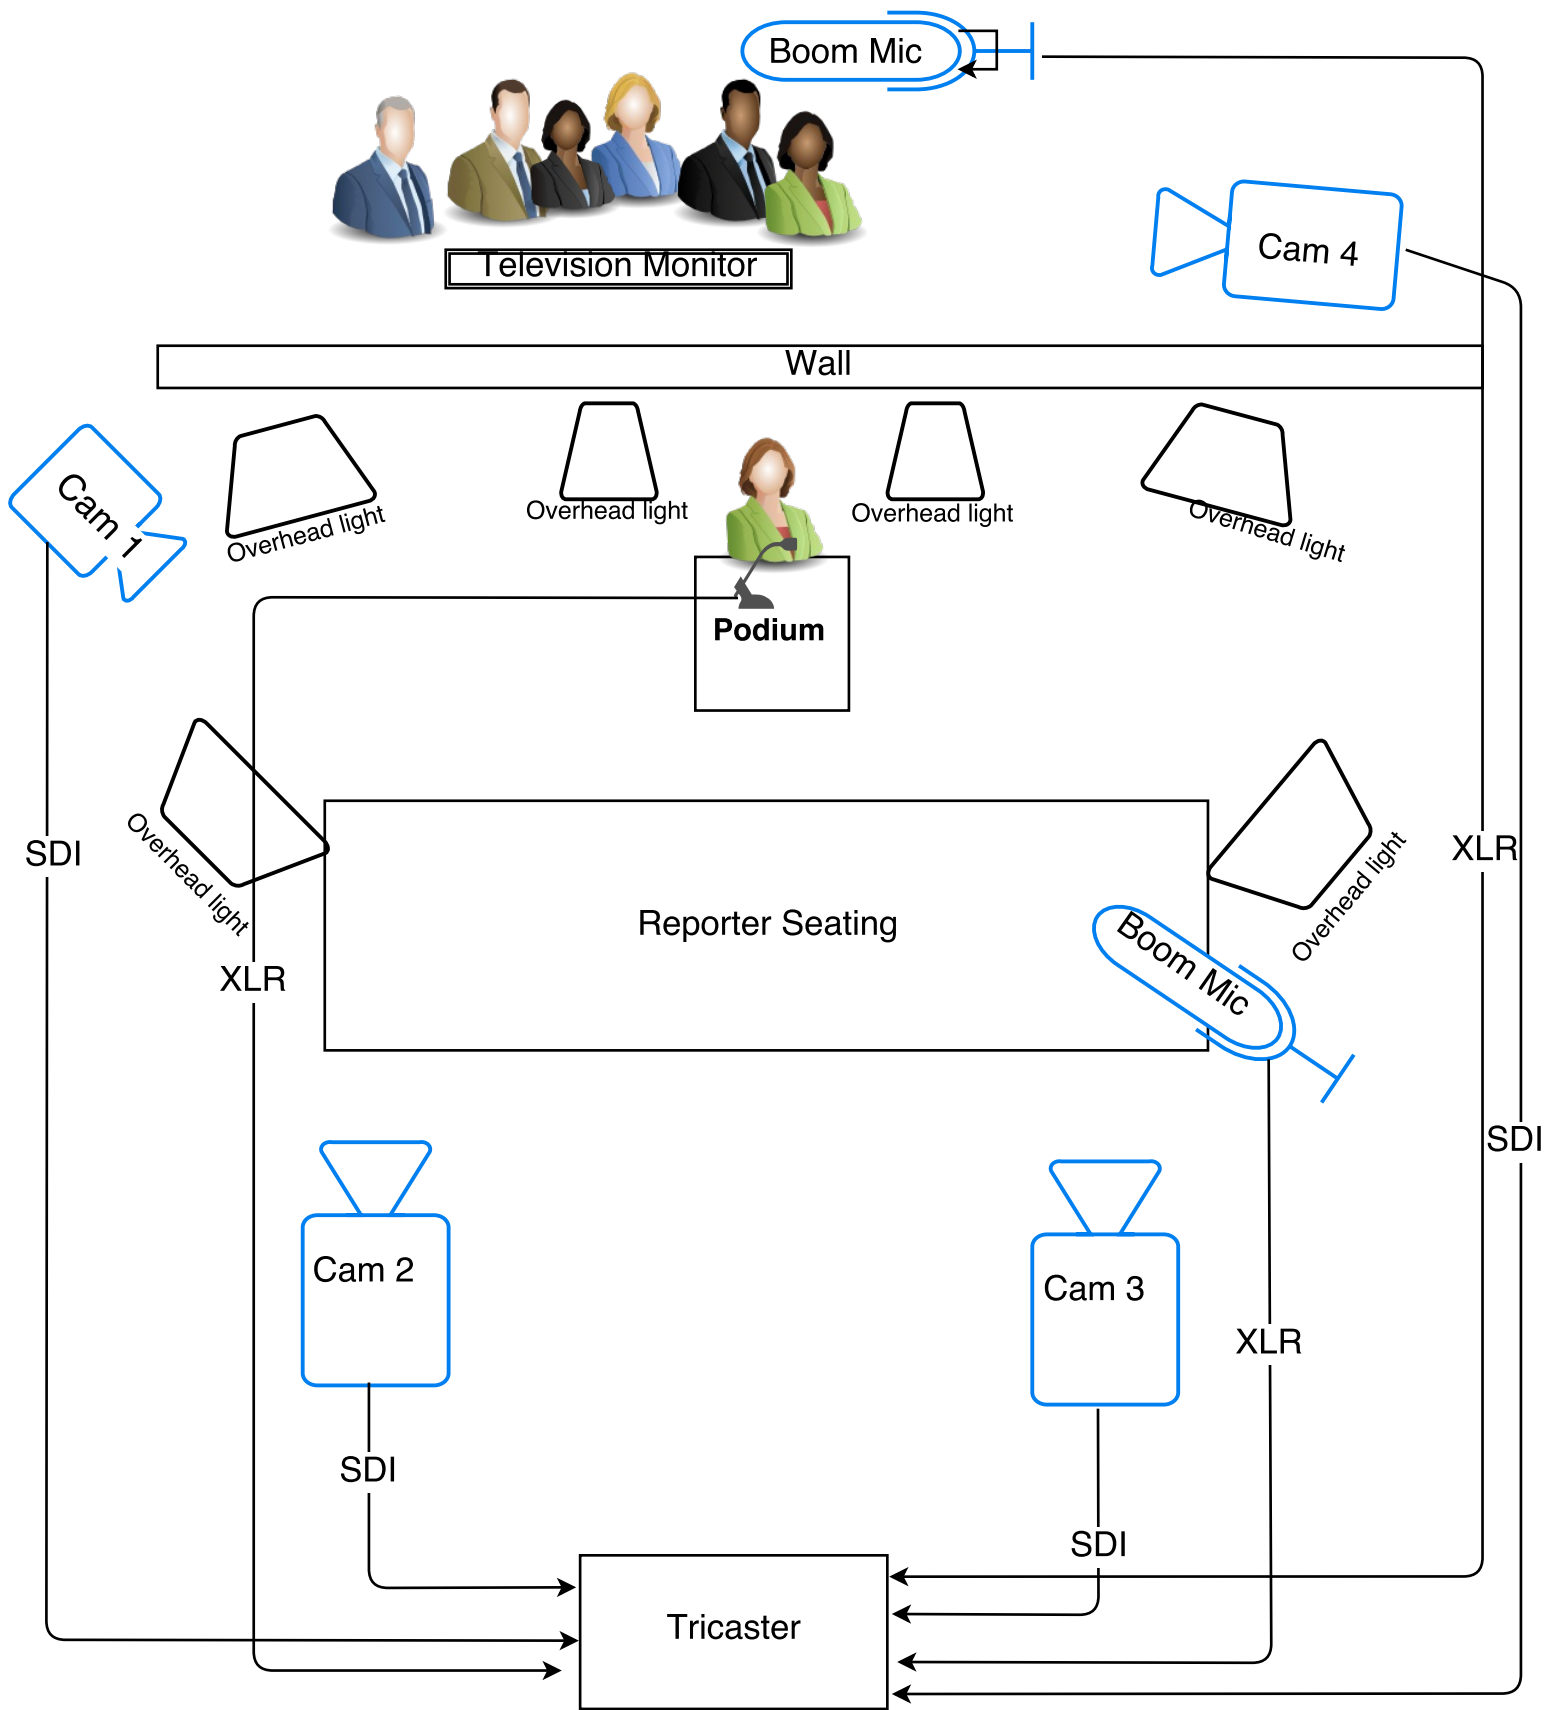 Boom Mic
Television Monitor
Cam 4
Wall
Cam 1
Overhead light
Overhead light
Overhead light
Overhead light
Podium
Overhead light
Overhead light
SDI
XLR
Reporter Seating
Boom Mic
XLR
SDI
Cam 2
Cam 3
XLR
SDI
SDI
Tricaster